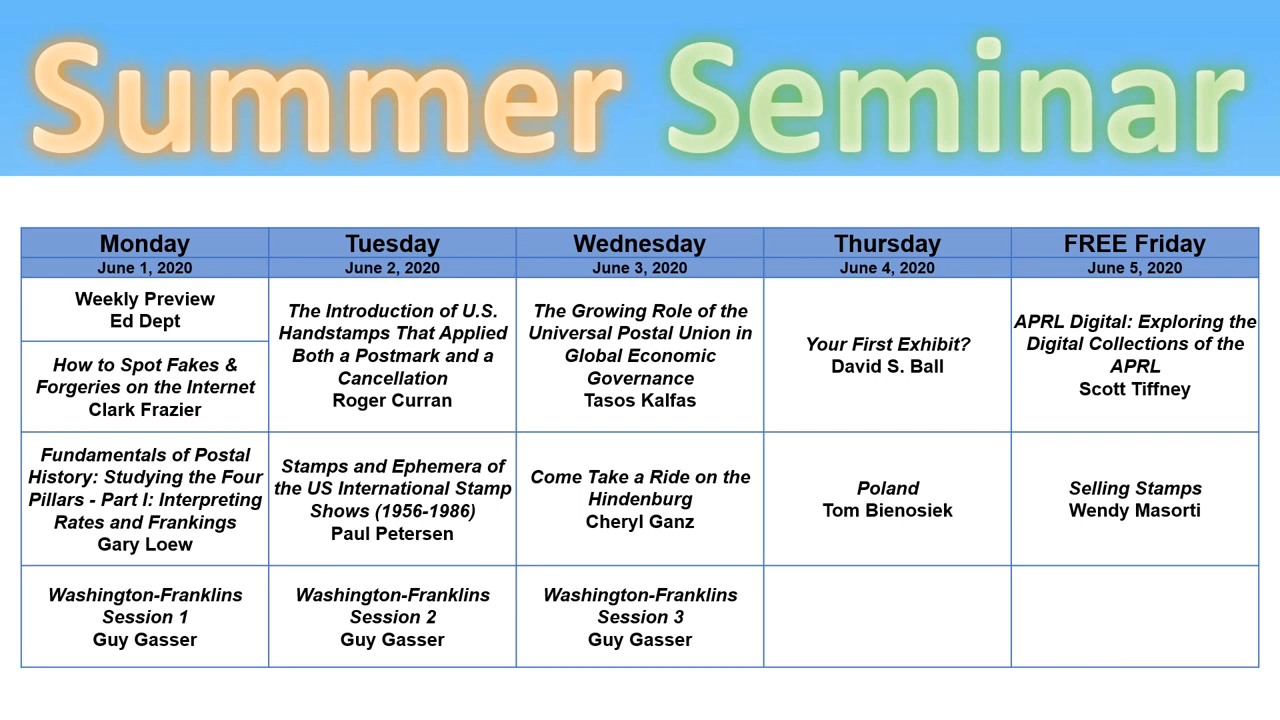 Summer Seminar
Monday
Tuesday
Wednesday
Thursday
FREE Friday
June 1, 2020
June 2, 2020
June 3, 2020
June 4, 2020
June 5, 2020
Weekly Preview
Ed Dept
How to Spot Fakes &
Forgeries on the Internet
Clark Frazier
The Introduction of U.S.
Handstamps That Applied
Both a Postmark and a
Cancellation
Roger Curran
The Growing Role of the
Universal Postal Union in
Global Economic
Governance
Tasos Kalfas
Your First Exhibit?
David S. Ball
APRL Digital: Exploring the
Digital Collections of the
APRL
Scott Tiffney
Fundamentals of Postal
History: Studying the Four
Pillars - Part I: Interpreting
Rates and Frankings
Gary Loew
Stamps and Ephemera of
the US International Stamp
Shows (1956-1986)
Paul Petersen
Come Take a Ride on the
Hindenburg
Cheryl Ganz
Poland
Tom Bienosiek
Selling Stamps
Wendy Masorti
Washington-Franklins
Session 1
Guy Gasser
Washington-Franklins
Session 2
Guy Gasser
Washington-Franklins
Session 3
Guy Gasser